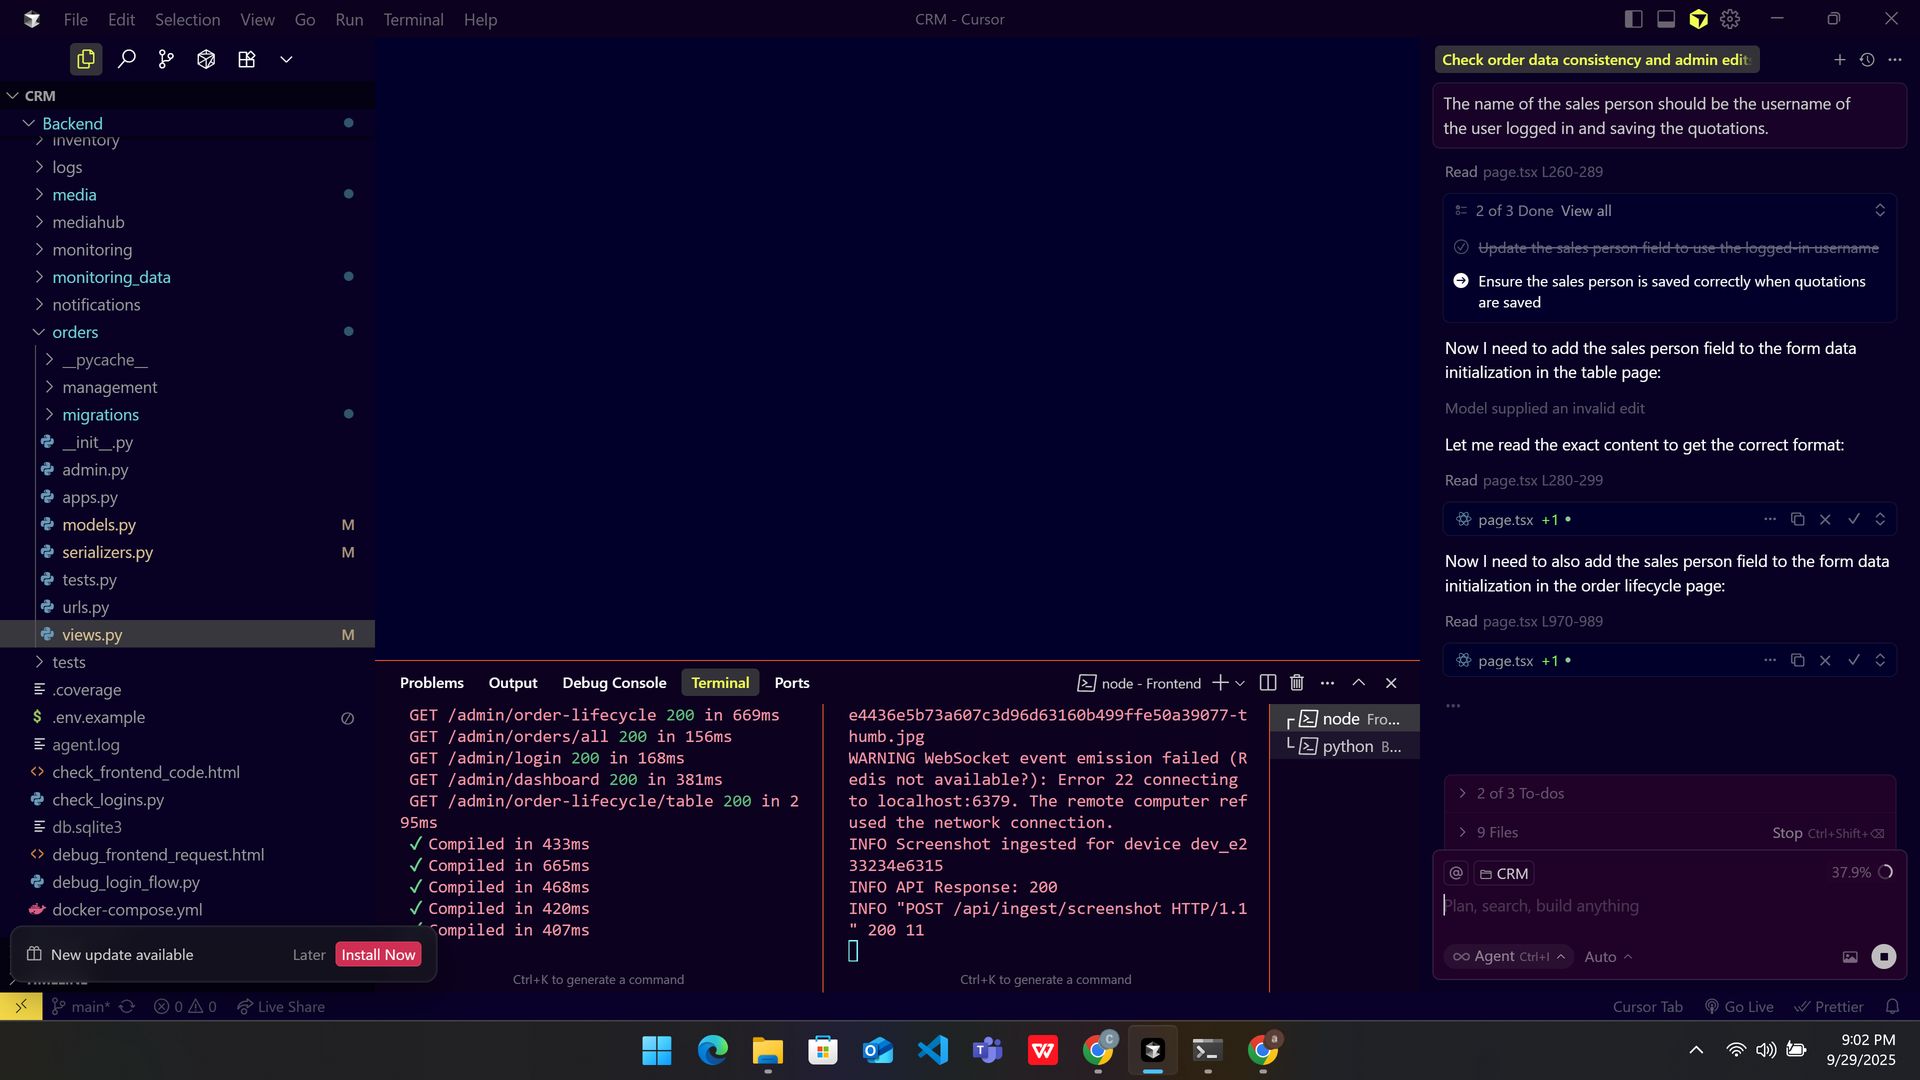 File Edit Selection View Go Run Terminal Help
CRM - Cursor
CRM
Backend
inventory
logs
media
mediahub
monitoring
monitoring_data
notifications
orders
__pycache__
management
migrations
__init__.py
admin.py
apps.py
models.py M
serializers.py M
tests.py
urls.py
views.py M
tests
.coverage
.env.example
agent.log
check_frontend_code.html
check_logins.py
db.sqlite3
debug_frontend_request.html
debug_login_flow.py
docker-compose.yml
New update available Later Install Now
TIMELINE
main* 0 0 Live Share
Problems Output Debug Console Terminal Ports
node - Frontend
GET /admin/order-lifecycle 200 in 669ms
GET /admin/orders/all 200 in 156ms
GET /admin/login 200 in 168ms
GET /admin/dashboard 200 in 381ms
GET /admin/order-lifecycle/table 200 in 2
95ms
✓ Compiled in 433ms
✓ Compiled in 665ms
✓ Compiled in 468ms
✓ Compiled in 420ms
✓ Compiled in 407ms
Ctrl+K to generate a command
e4436e5b73a607c3d96d63160b499ffe50a39077-t
humb.jpg
WARNING WebSocket event emission failed (R
edis not available?): Error 22 connecting
to localhost:6379. The remote computer ref
used the network connection.
INFO Screenshot ingested for device dev_e2
33234e6315
INFO API Response: 200
INFO "POST /api/ingest/screenshot HTTP/1.1
" 200 11
Ctrl+K to generate a command
node Fro...
python B...
Check order data consistency and admin edit
The name of the sales person should be the username of
the user logged in and saving the quotations.
Read page.tsx L260-289
2 of 3 Done View all
Update the sales person field to use the logged-in username
Ensure the sales person is saved correctly when quotations
are saved
Now I need to add the sales person field to the form data
initialization in the table page:
Model supplied an invalid edit
Let me read the exact content to get the correct format:
Read page.tsx L280-299
page.tsx +1 •
Now I need to also add the sales person field to the form data
initialization in the order lifecycle page:
Read page.tsx L970-989
page.tsx +1 •
2 of 3 To-dos
9 Files Stop Ctrl+Shift+⌫
@ CRM 37.9%
Plan, search, build anything
Agent Ctrl+I Auto
Cursor Tab Go Live Prettier
9:02 PM
9/29/2025